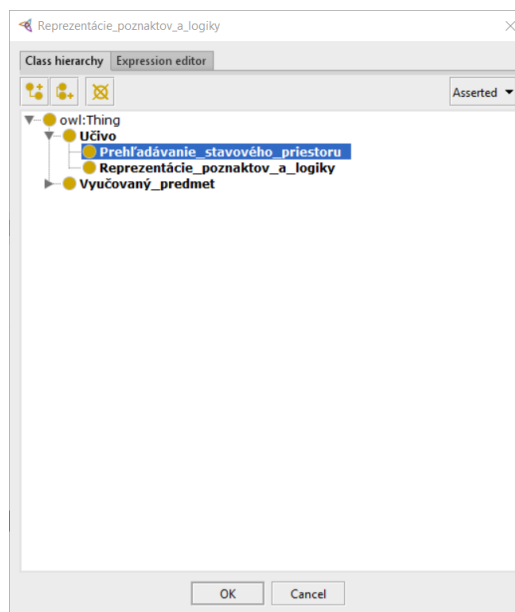 Reprezentácie_poznaktov_a_logiky
Class hierarchy Expression editor
Asserted
owl:Thing
Učivo
Prehľadávanie_stavového_priestoru
Reprezentácie_poznaktov_a_logiky
Vyučovaný_predmet
OK Cancel